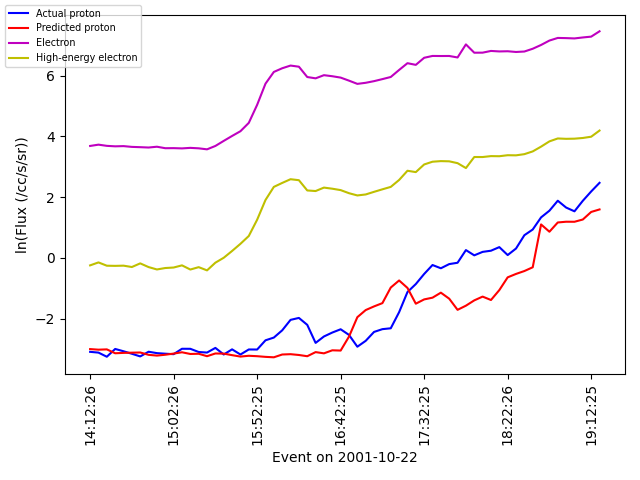 Actual proton
Predicted proton
Electron
High-energy electron
ln(Flux (/cc/s/sr))
6
4
2
0
−2
14:12:26
15:02:26
15:52:25
16:42:25
17:32:25
18:22:26
19:12:25
Event on 2001-10-22